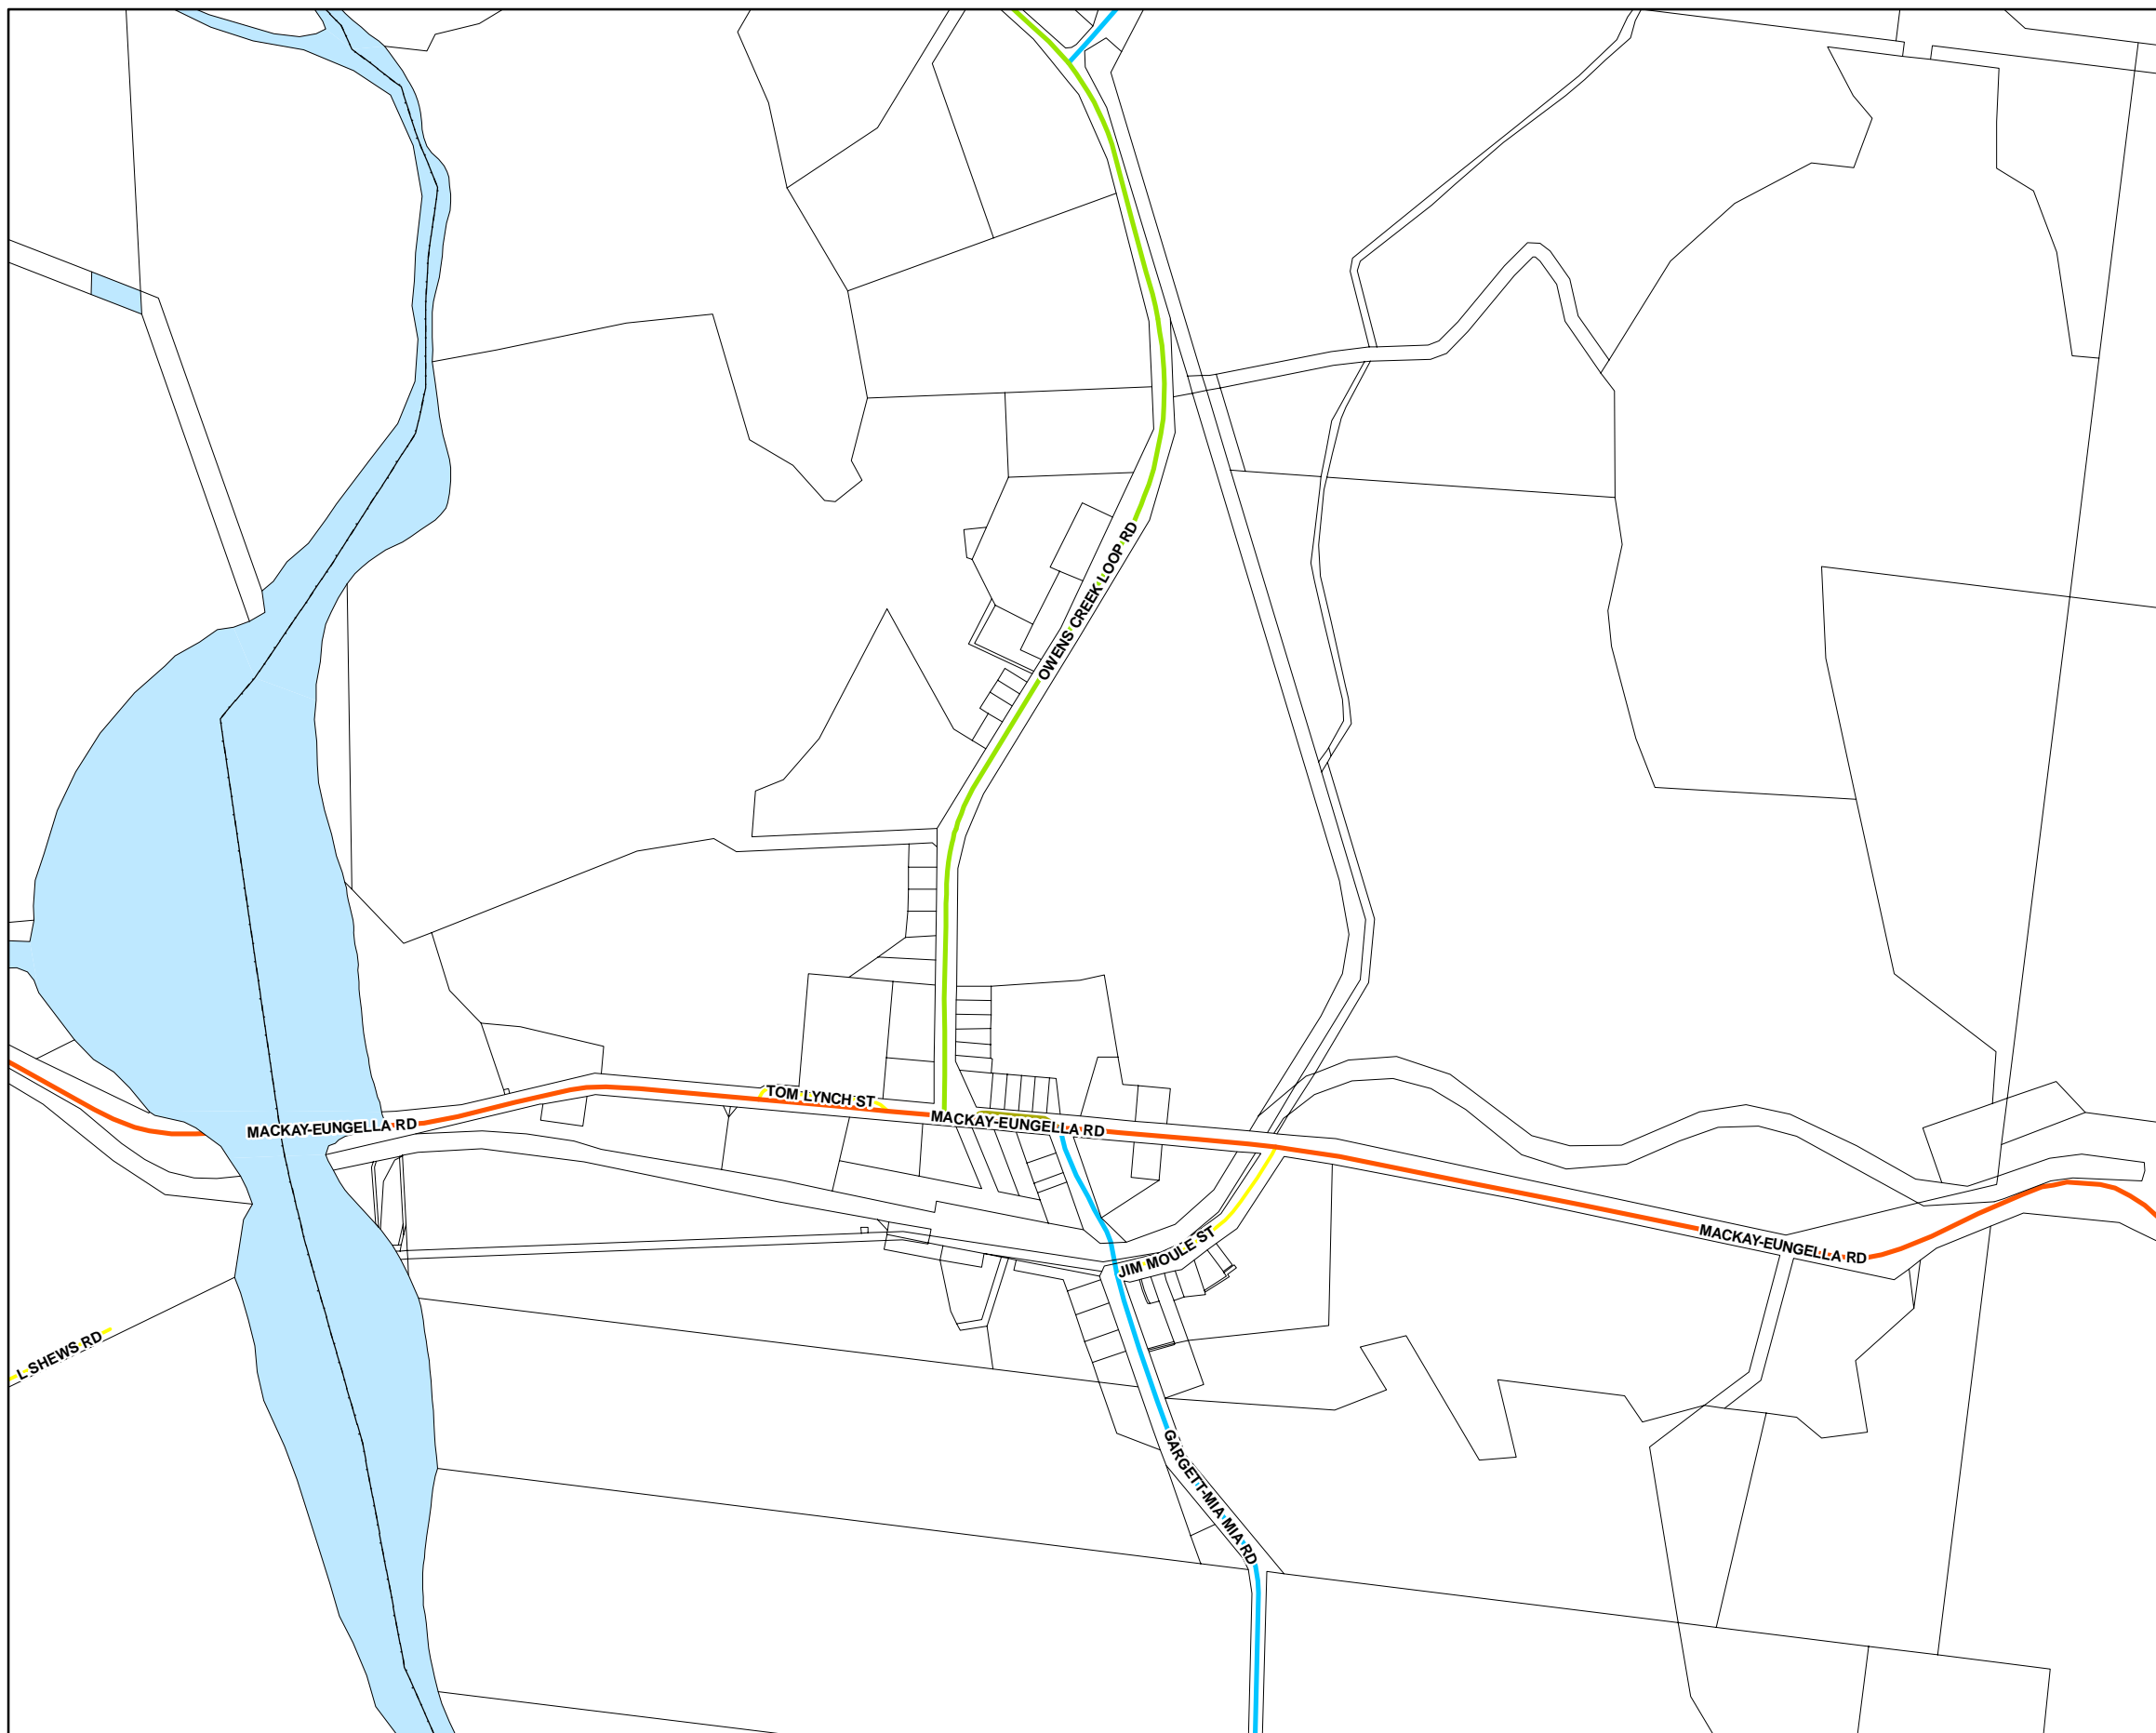 OWENS CREEK LOOP RD
TOM LYNCH ST
MACKAY-EUNGELLA RD
MACKAY-EUNGELLA RD
MACKAY-EUNGELLA RD
JIM MOULE ST
L SHEWS RD
GARGETT-MIA MIA RD